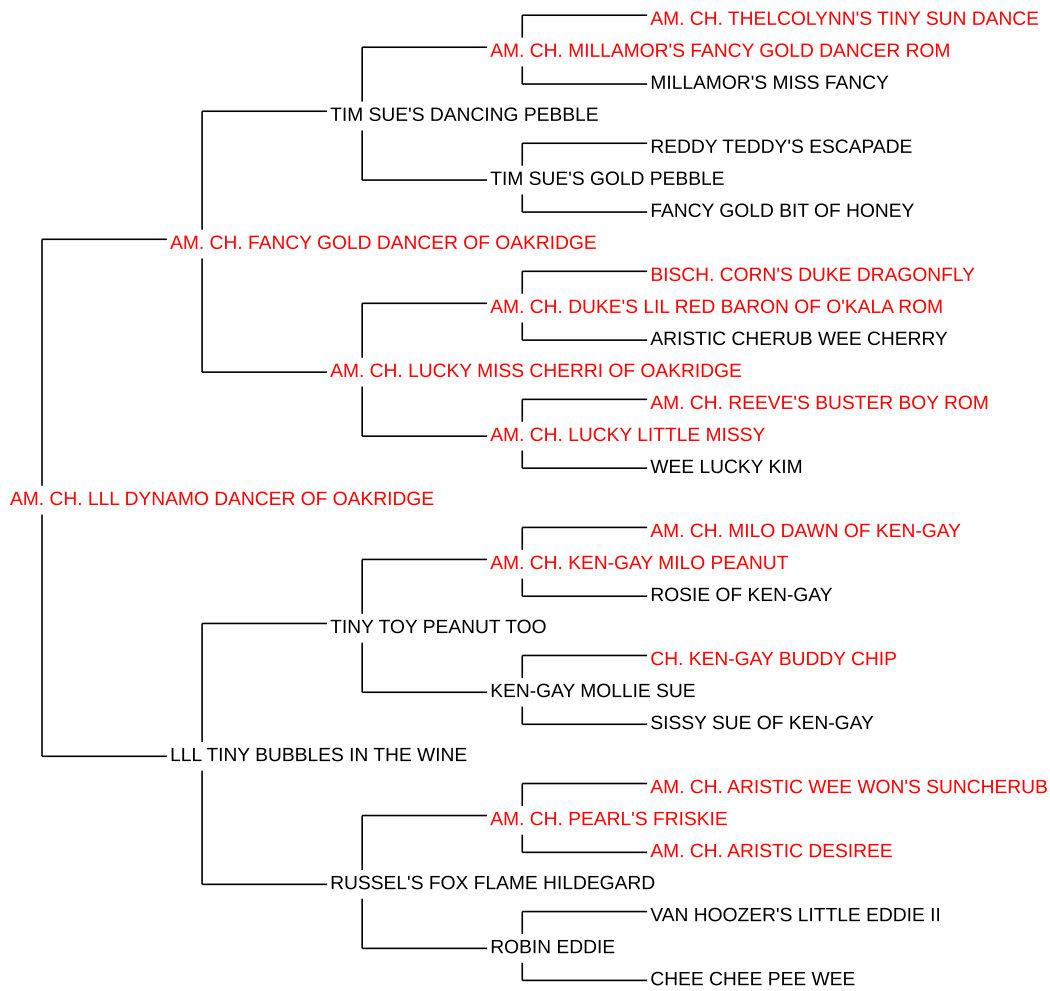 AM. CH. THELCOLYNN'S TINY SUN DANCE
AM. CH. MILLAMOR'S FANCY GOLD DANCER ROM
MILLAMOR'S MISS FANCY
TIM SUE'S DANCING PEBBLE
REDDY TEDDY'S ESCAPADE
TIM SUE'S GOLD PEBBLE
FANCY GOLD BIT OF HONEY
AM. CH. FANCY GOLD DANCER OF OAKRIDGE
BISCH. CORN'S DUKE DRAGONFLY
AM. CH. DUKE'S LIL RED BARON OF O'KALA ROM
ARISTIC CHERUB WEE CHERRY
AM. CH. LUCKY MISS CHERRI OF OAKRIDGE
AM. CH. REEVE'S BUSTER BOY ROM
AM. CH. LUCKY LITTLE MISSY
WEE LUCKY KIM
AM. CH. LLL DYNAMO DANCER OF OAKRIDGE
AM. CH. MILO DAWN OF KEN-GAY
AM. CH. KEN-GAY MILO PEANUT
ROSIE OF KEN-GAY
TINY TOY PEANUT TOO
CH. KEN-GAY BUDDY CHIP
KEN-GAY MOLLIE SUE
SISSY SUE OF KEN-GAY
LLL TINY BUBBLES IN THE WINE
AM. CH. ARISTIC WEE WON'S SUNCHERUB
AM. CH. PEARL'S FRISKIE
AM. CH. ARISTIC DESIREE
RUSSEL'S FOX FLAME HILDEGARD
VAN HOOZER'S LITTLE EDDIE II
ROBIN EDDIE
CHEE CHEE PEE WEE